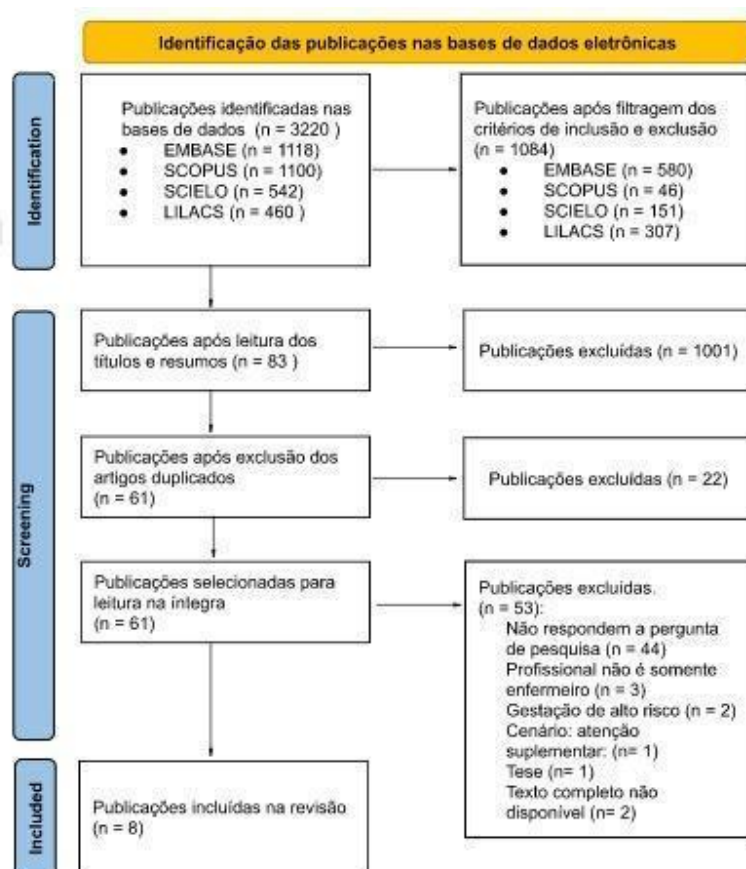 Identificação das publicações nas bases de dados eletrônicas
Identification
Publicações identificadas nas
bases de dados (n = 3220 )
● EMBASE (n = 1118)
● SCOPUS (n = 1100)
● SCIELO (n = 542)
● LILACS (n = 460 )
Publicações após filtragem dos
critérios de inclusão e exclusão
(n = 1084)
● EMBASE (n = 580)
● SCOPUS (n = 46)
● SCIELO (n = 151)
● LILACS (n = 307)
Screening
Publicações após leitura dos
títulos e resumos (n = 83 )
Publicações excluídas (n = 1001)
Publicações após exclusão dos
artigos duplicados
(n = 61)
Publicações excluídas (n = 22)
Publicações selecionadas para
leitura na íntegra
(n = 61)
Publicações excluídas.
(n = 53):
Não respondem a pergunta
de pesquisa (n = 44)
Profissional não é somente
enfermeiro (n = 3)
Gestação de alto risco (n = 2)
Cenário: atenção
suplementar: (n= 1)
Tese (n= 1)
Texto completo não
disponível (n= 2)
Included
Publicações incluídas na revisão
(n = 8)